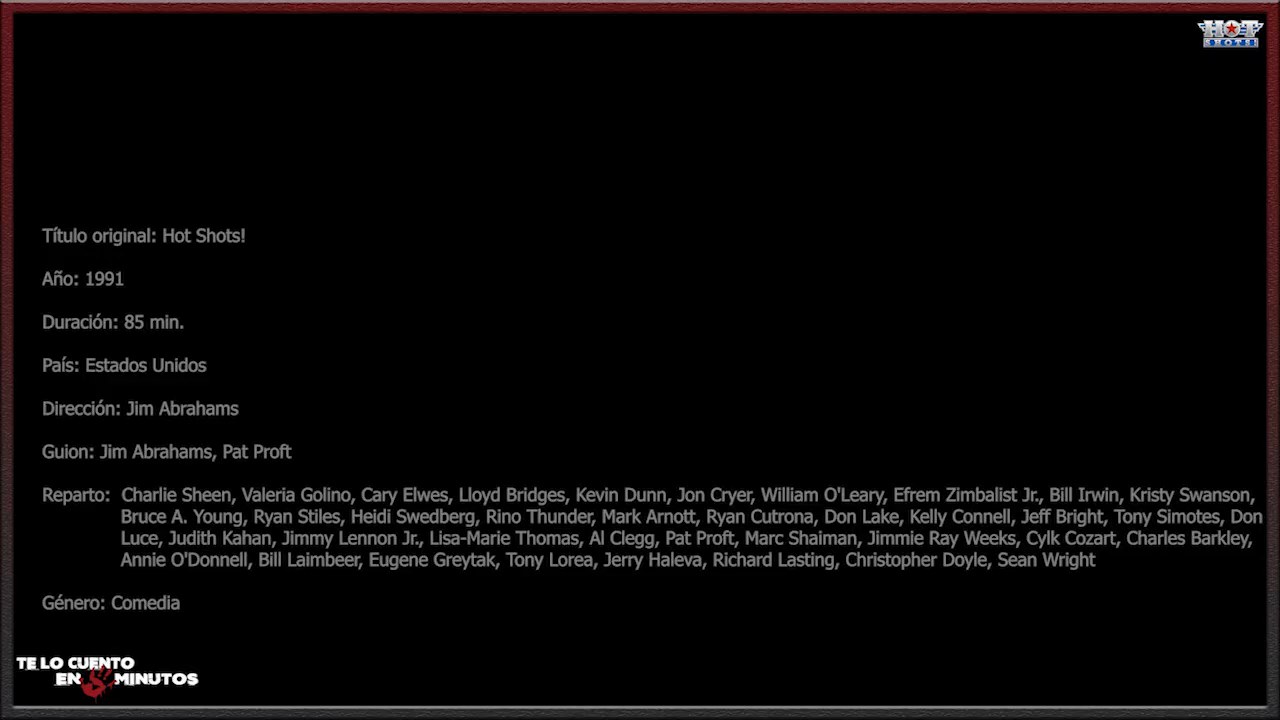 HOT
SHOTS!
Título original: Hot Shots!
Año: 1991
Duración: 85 min.
País: Estados Unidos
Dirección: Jim Abrahams
Guion: Jim Abrahams, Pat Proft
Reparto: Charlie Sheen, Valeria Golino, Cary Elwes, Lloyd Bridges, Kevin Dunn, Jon Cryer, William O'Leary, Efrem Zimbalist Jr., Bill Irwin, Kristy Swanson,
Bruce A. Young, Ryan Stiles, Heidi Swedberg, Rino Thunder, Mark Arnott, Ryan Cutrona, Don Lake, Kelly Connell, Jeff Bright, Tony Simotes, Don
Luce, Judith Kahan, Jimmy Lennon Jr., Lisa-Marie Thomas, Al Clegg, Pat Proft, Marc Shaiman, Jimmie Ray Weeks, Cylk Cozart, Charles Barkley,
Annie O'Donnell, Bill Laimbeer, Eugene Greytak, Tony Lorea, Jerry Haleva, Richard Lasting, Christopher Doyle, Sean Wright
Género: Comedia
TE LO CUENTO
EN MINUTOS